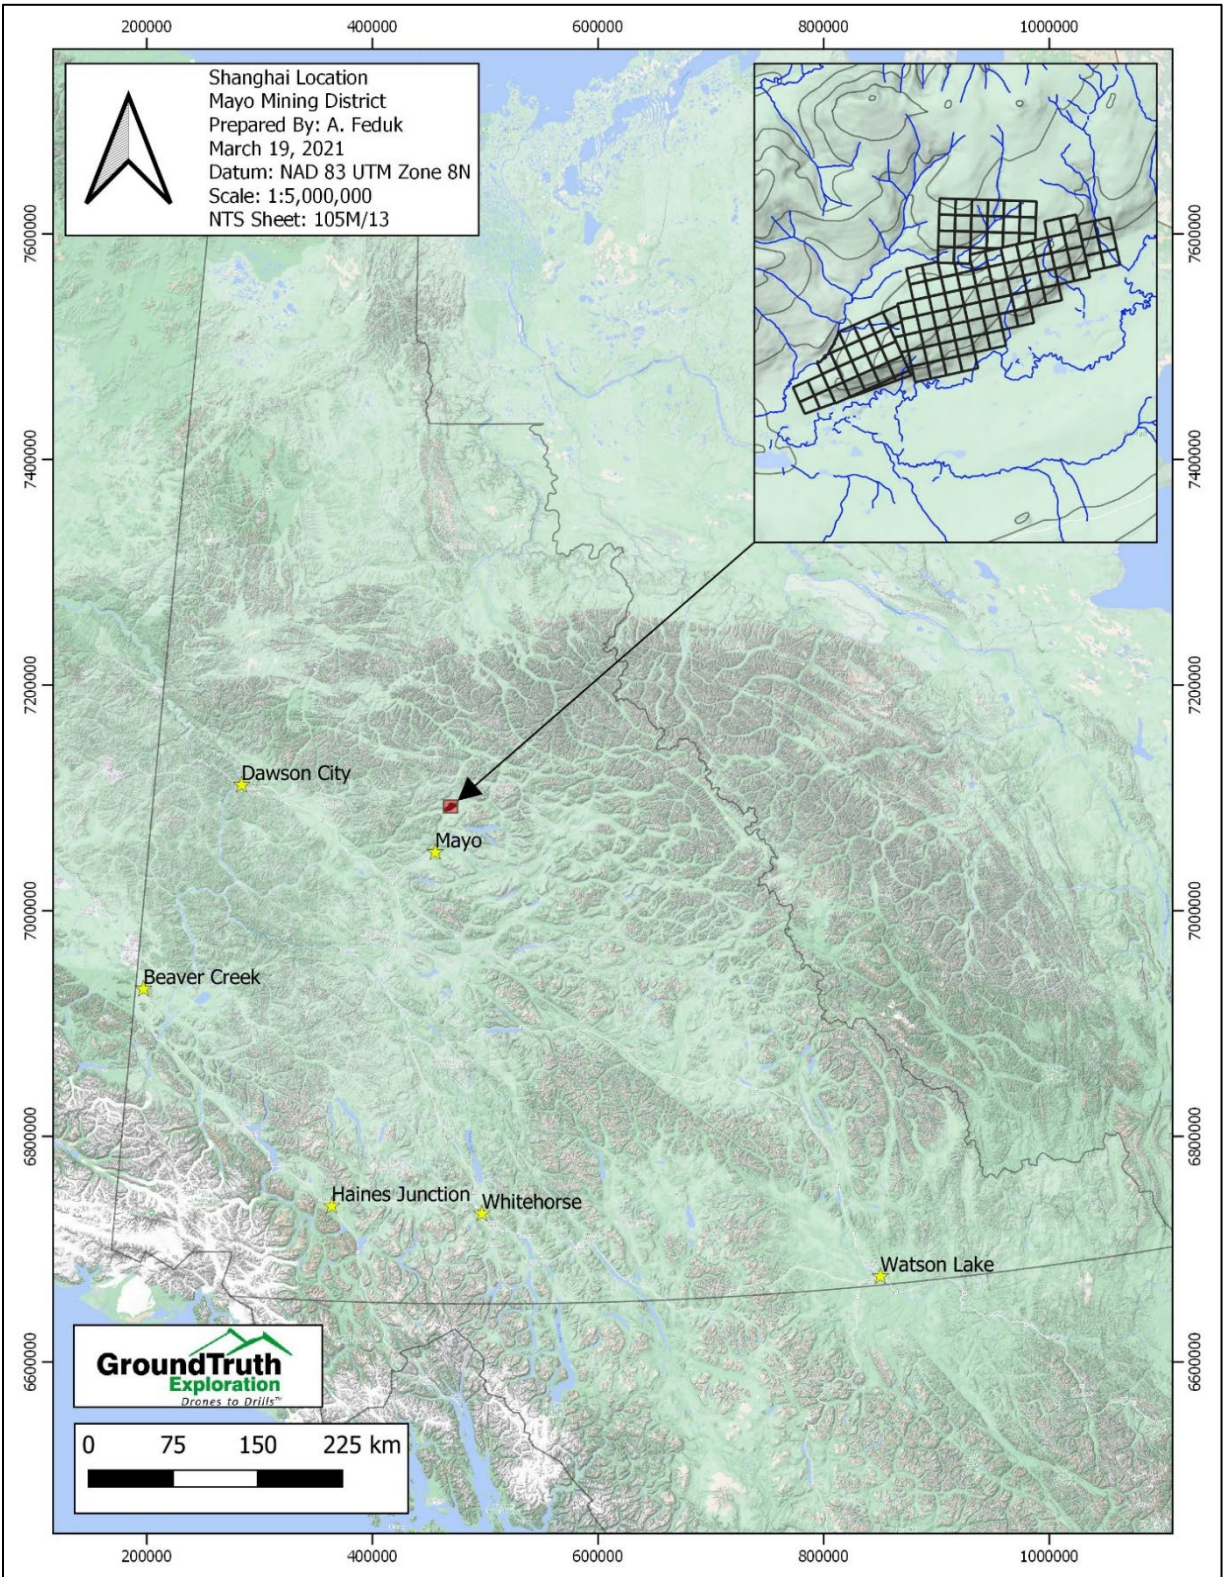 200000
400000
600000
800000
1000000
Shanghai Location
Mayo Mining District
Prepared By: A. Feduk
March 19, 2021
Datum: NAD 83 UTM Zone 8N
Scale: 1:5,000,000
NTS Sheet: 105M/13
7600000
7600000
7400000
7400000
7200000
7200000
Dawson City
Mayo
7000000
7000000
Beaver Creek
6800000
6800000
Haines Junction
Whitehorse
Watson Lake
6600000
6600000
GroundTruth
Exploration
Drones to Drills™
0 75 150 225 km
200000
400000
600000
800000
1000000